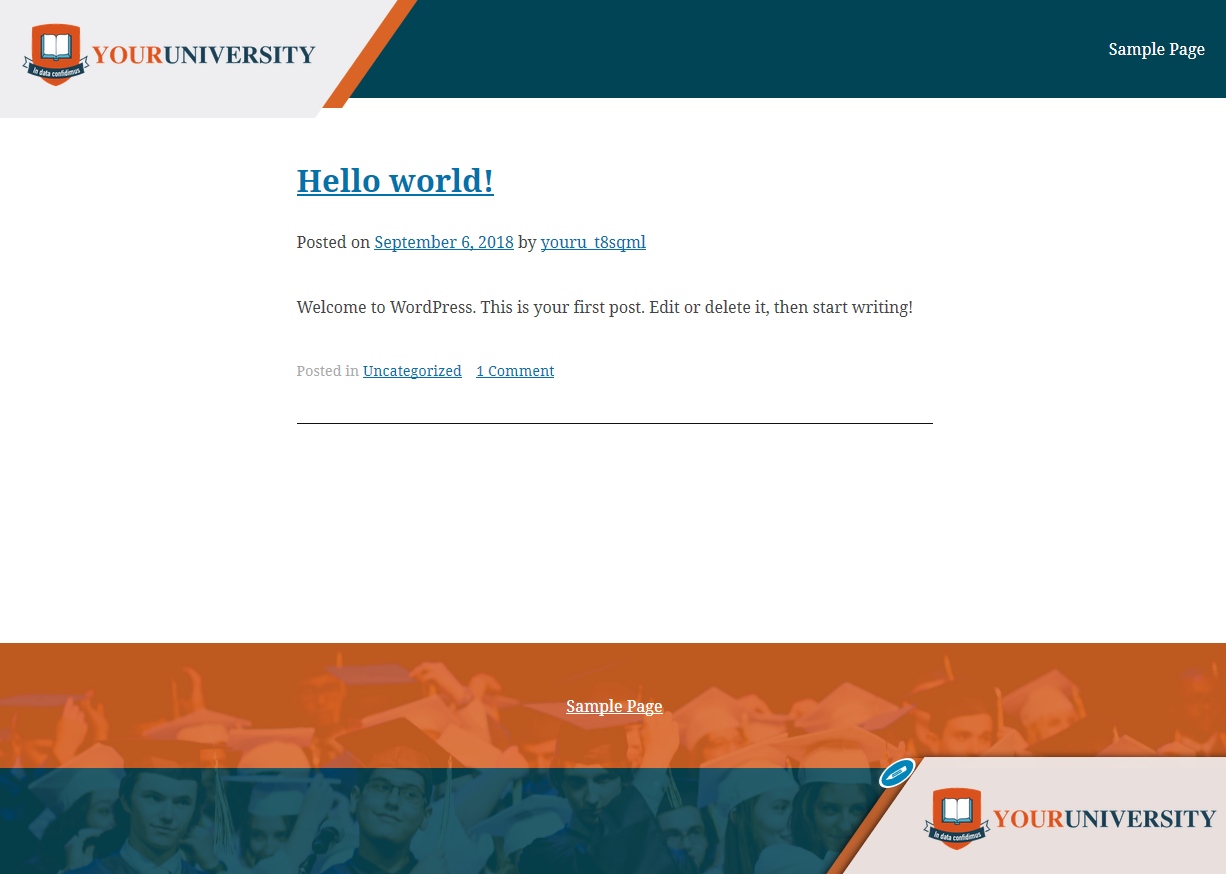 In data confidimus
YOURUNIVERSITY
Sample Page
Hello world!
Posted on September 6, 2018 by youru_t8sqml
Welcome to WordPress. This is your first post. Edit or delete it, then start writing!
Posted in Uncategorized 1 Comment
Sample Page
In data confidimus
YOURUNIVERSITY